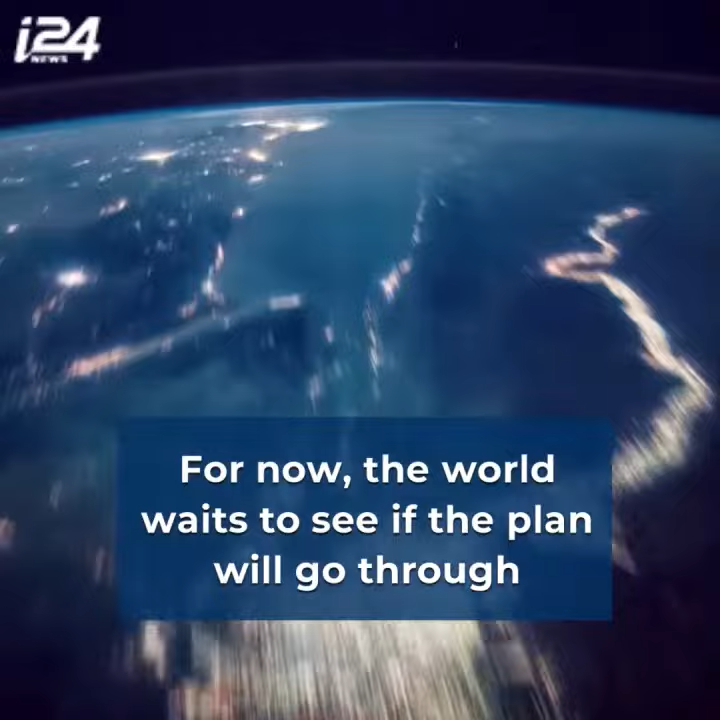 i24
NEWS
For now, the world
waits to see if the plan
will go through